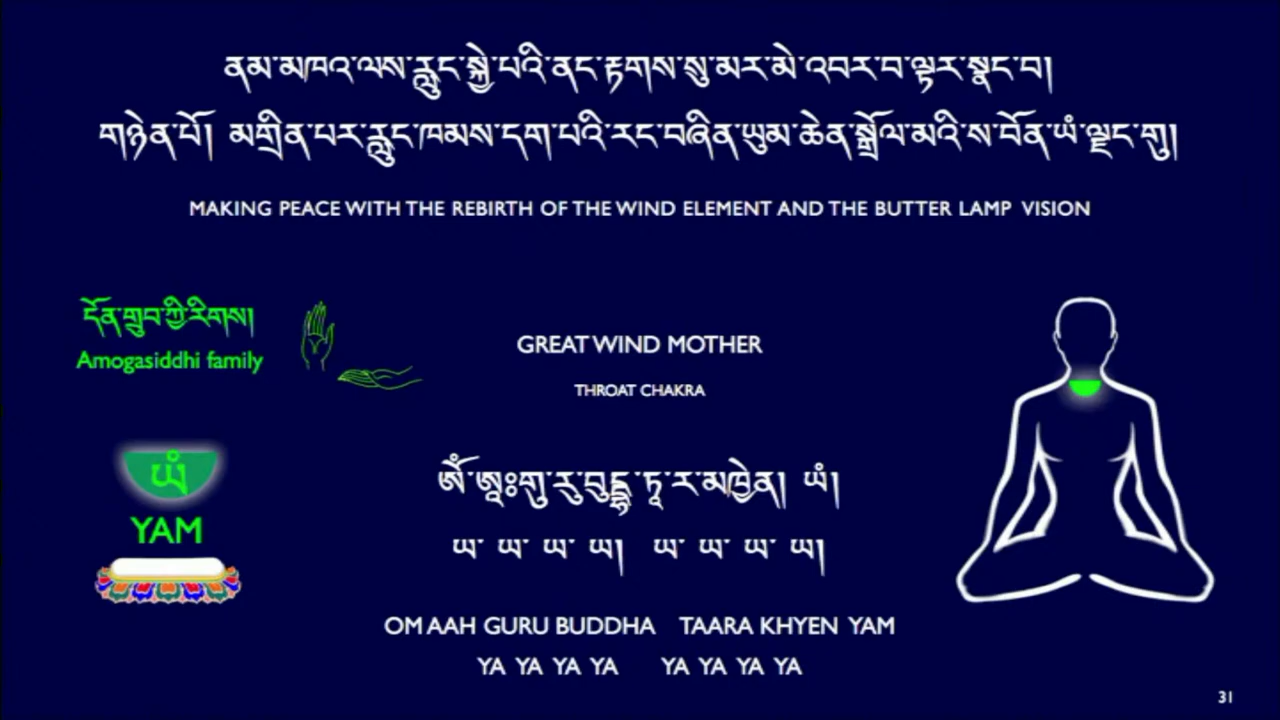 ནམ་མཁའ་ལས་རླུང་སྐྱེ་པའི་ནང་རྟགས་སུ་མར་མེ་འབར་བ་ལྟར་སྣང་བ།
གཉེན་པོ། མགྲིན་པར་རླུང་ཁམས་དག་པའི་རང་བཞིན་ཡུམ་ཆེན་སྒྲོལ་མའི་ས་བོན་ཡཾ་ལྗང་གུ།
MAKING PEACE WITH THE REBIRTH OF THE WIND ELEMENT AND THE BUTTER LAMP VISION
དོན་གྲུབ་ཀྱི་རིགས།
Amogasiddhi family
GREAT WIND MOTHER
THROAT CHAKRA
ཡཾ
YAM
ༀ་ཨཱཿགུ་རུ་བུདྡྷ་ཏཱ་ར་མཁྱེན། ཡཾ།
ཡ་ ཡ་ ཡ་ ཡ། ཡ་ ཡ་ ཡ་ ཡ།
OM AAH GURU BUDDHA TAARA KHYEN YAM
YA YA YA YA YA YA YA YA
31